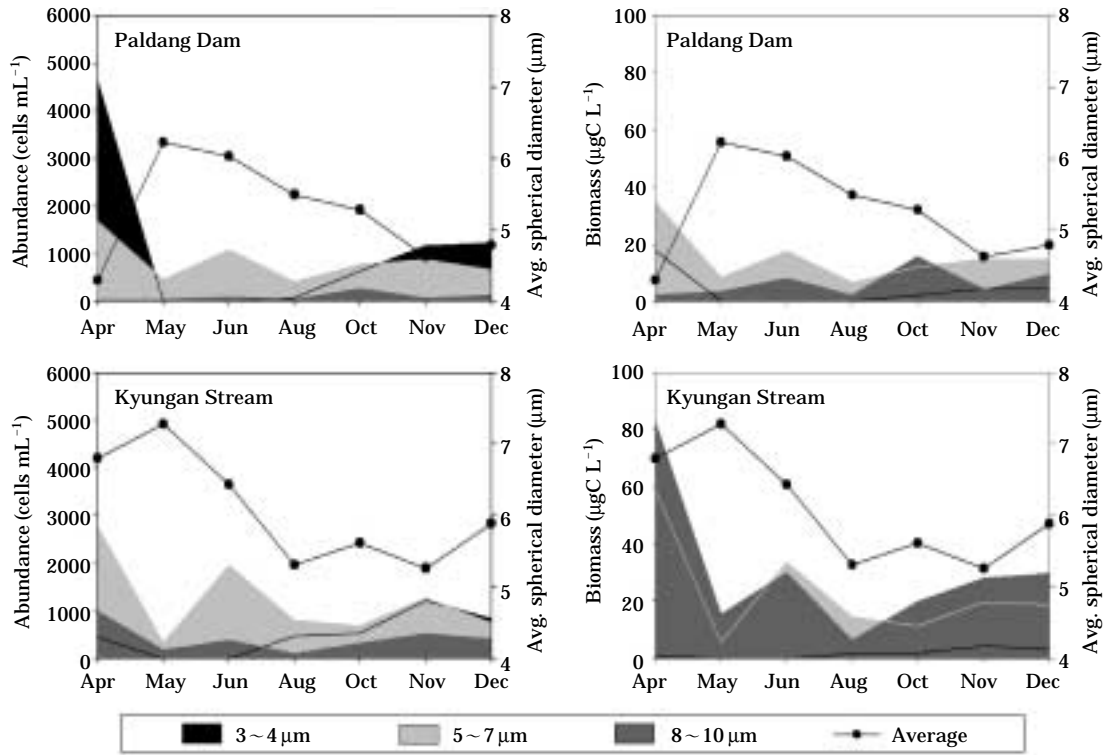 Paldang Dam
Abundance (cells mL⁻¹)
6000
5000
4000
3000
2000
1000
0
8
7
6
5
4
Avg. spherical diameter (μm)
Apr May Jun Aug Oct Nov Dec
Paldang Dam
Biomass (μgC L⁻¹)
100
80
60
40
20
0
8
7
6
5
4
Avg. spherical diameter (μm)
Apr May Jun Aug Oct Nov Dec
Kyungan Stream
Abundance (cells mL⁻¹)
6000
5000
4000
3000
2000
1000
0
8
7
6
5
4
Avg. spherical diameter (μm)
Apr May Jun Aug Oct Nov Dec
Kyungan Stream
Biomass (μgC L⁻¹)
100
80
60
40
20
0
8
7
6
5
4
Avg. spherical diameter (μm)
Apr May Jun Aug Oct Nov Dec
3~4 μm 5~7 μm 8~10 μm Average